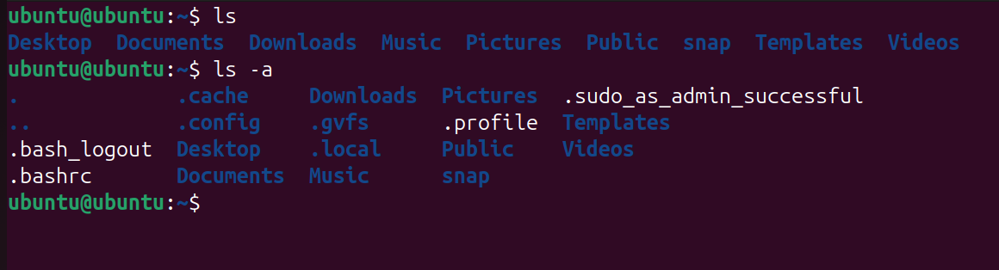 ubuntu@ubuntu:~$ ls
Desktop  Documents  Downloads  Music  Pictures  Public  snap  Templates  Videos
ubuntu@ubuntu:~$ ls -a
.             .cache     Downloads  Pictures  .sudo_as_admin_successful
..            .config    .gvfs      .profile  Templates
.bash_logout  Desktop    .local     Public    Videos
.bashrc       Documents  Music      snap
ubuntu@ubuntu:~$